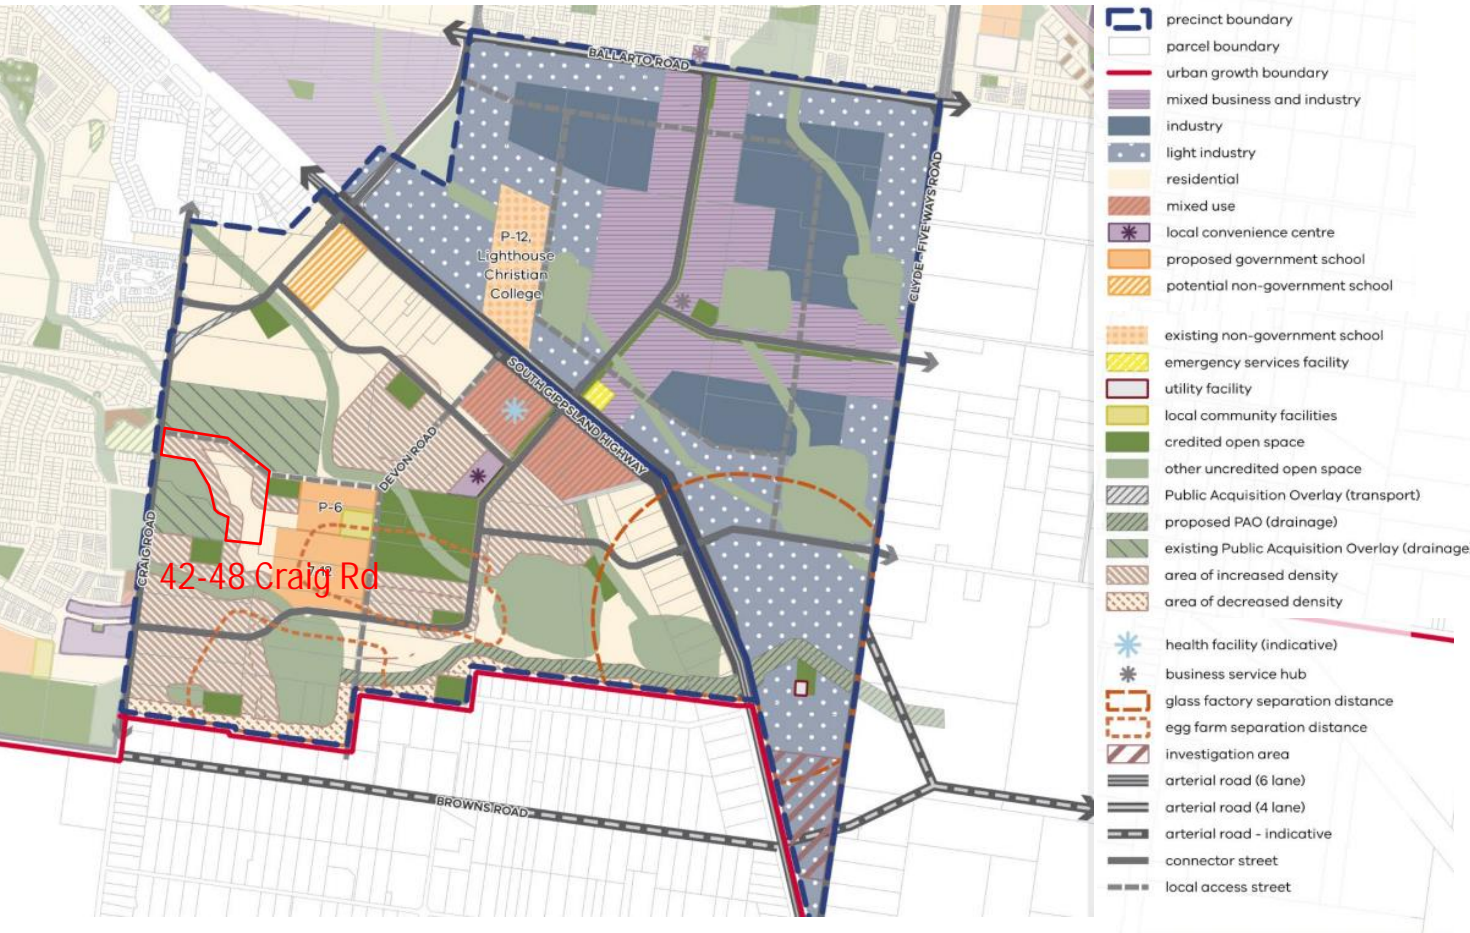 BALLARTO ROAD
CLYDE - FIVE WAYS ROAD
P-12,
Lighthouse
Christian
College
SOUTH GIPPSLAND HIGHWAY
DEVON ROAD
P-6
CRAIG ROAD
42-48 Craig Rd
BROWNS ROAD
precinct boundary
parcel boundary
urban growth boundary
mixed business and industry
industry
light industry
residential
mixed use
local convenience centre
proposed government school
potential non-government school
existing non-government school
emergency services facility
utility facility
local community facilities
credited open space
other uncredited open space
Public Acquisition Overlay (transport)
proposed PAO (drainage)
existing Public Acquisition Overlay (drainage
area of increased density
area of decreased density
health facility (indicative)
business service hub
glass factory separation distance
egg farm separation distance
investigation area
arterial road (6 lane)
arterial road (4 lane)
arterial road - indicative
connector street
local access street